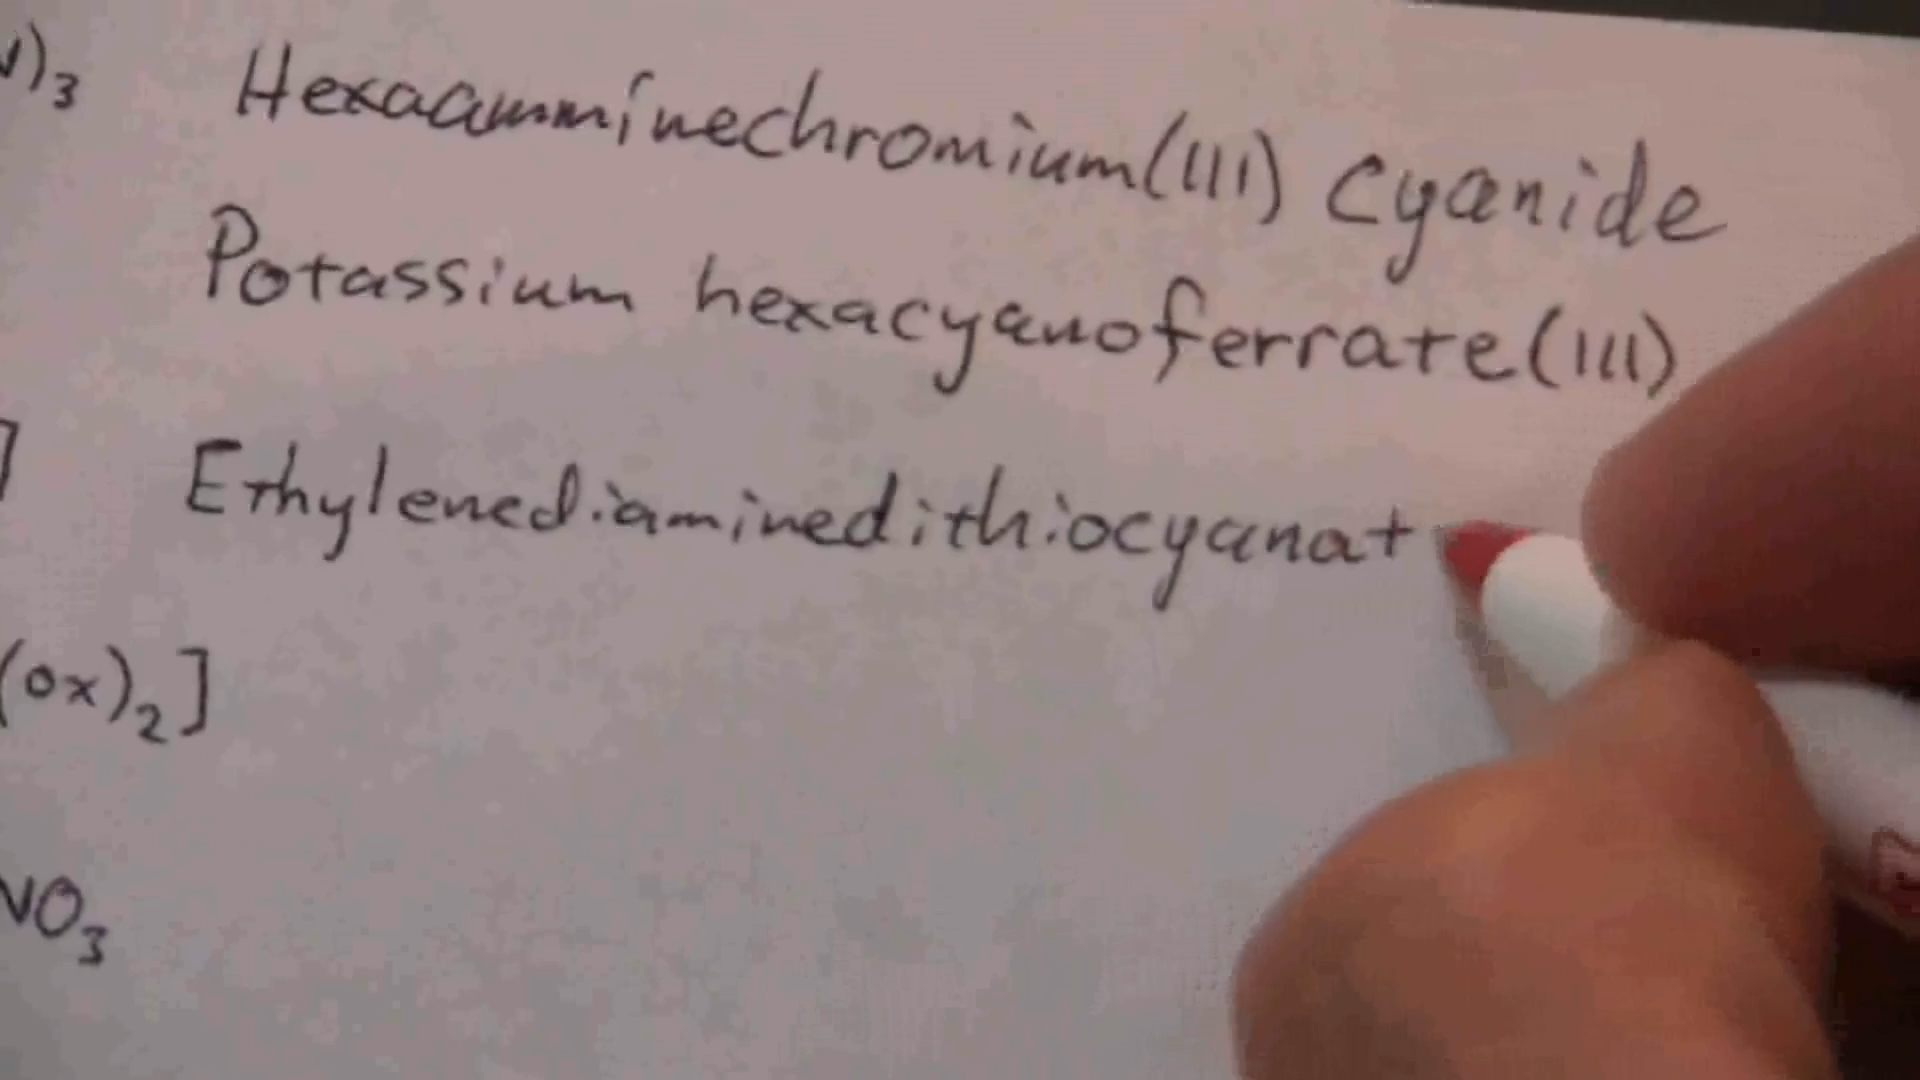 )3 Hexaamminechromium(III) Cyanide
Potassium hexacyanoferrate(III)
] Ethylenediaminedithiocyanat
(ox)2]
NO3